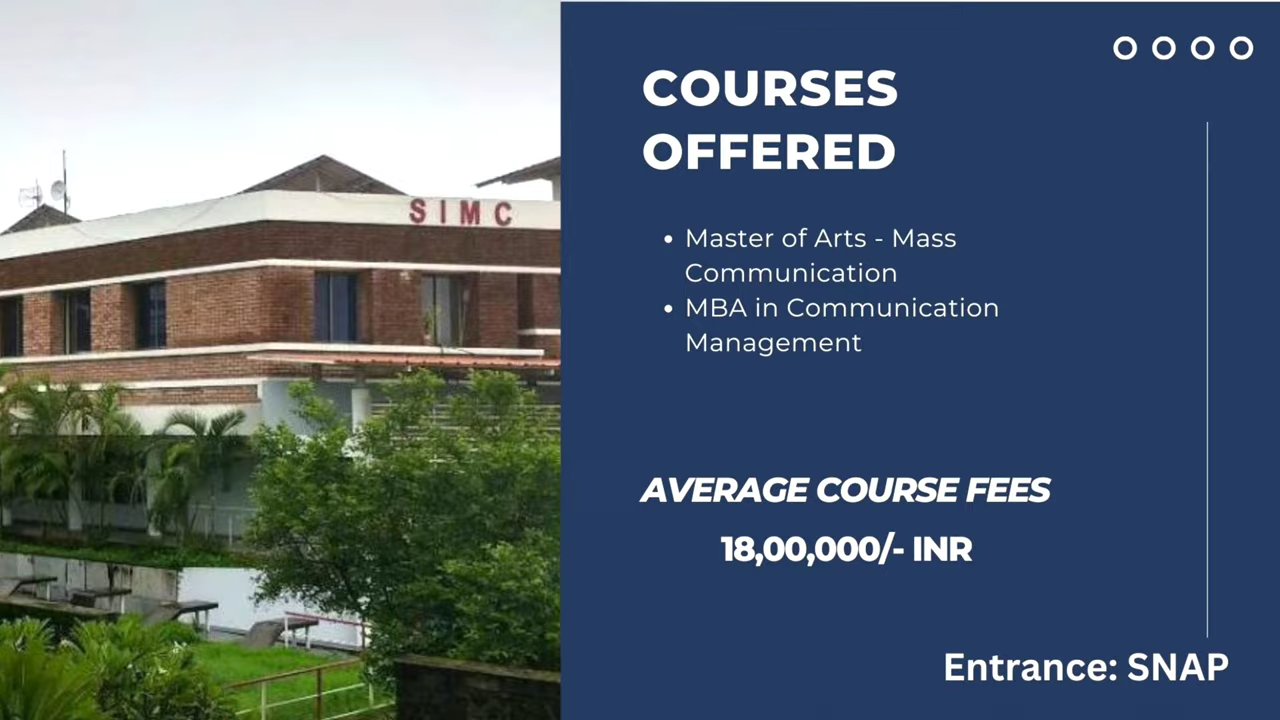 SIMC
COURSES
OFFERED
• Master of Arts - Mass
Communication
• MBA in Communication
Management
AVERAGE COURSE FEES
18,00,000/- INR
Entrance: SNAP